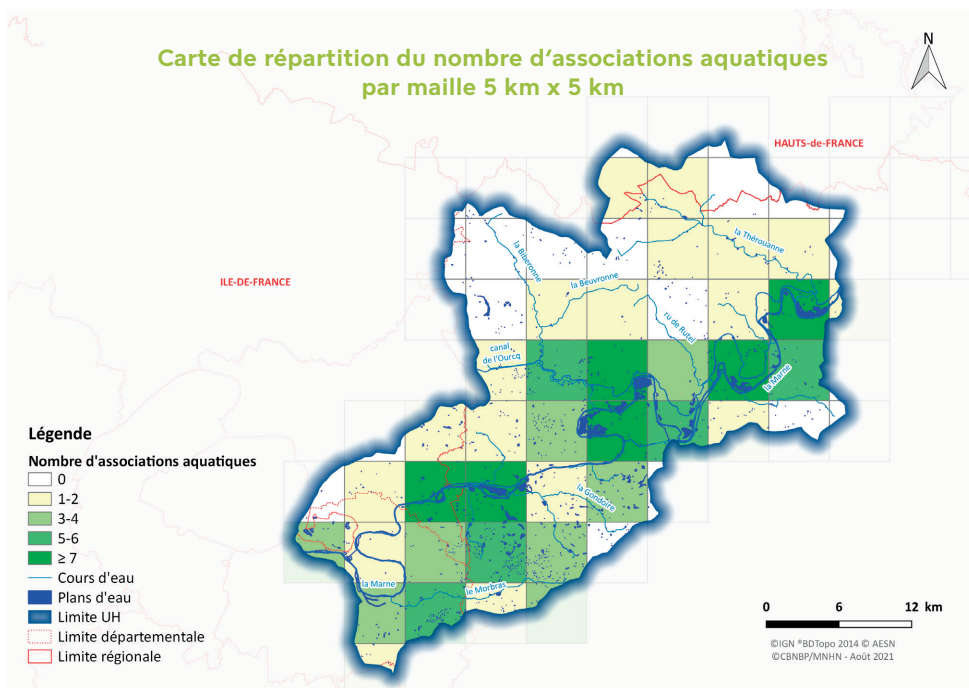 Carte de répartition du nombre d'associations aquatiques
par maille 5 km x 5 km
N
HAUTS-de-FRANCE
ILE-DE-FRANCE
la Thérouanne
la Biberonne
la Beuvronne
ru de Rutel
canal
de l'Ourcq
la Marne
la Gondoire
la Marne
le Morbras
Légende
Nombre d'associations aquatiques
0
1-2
3-4
5-6
≥ 7
Cours d'eau
Plans d'eau
Limite UH
Limite départementale
Limite régionale
0 6 12 km
©IGN ®BDTopo 2014 © AESN
©CBNBP/MNHN - Août 2021